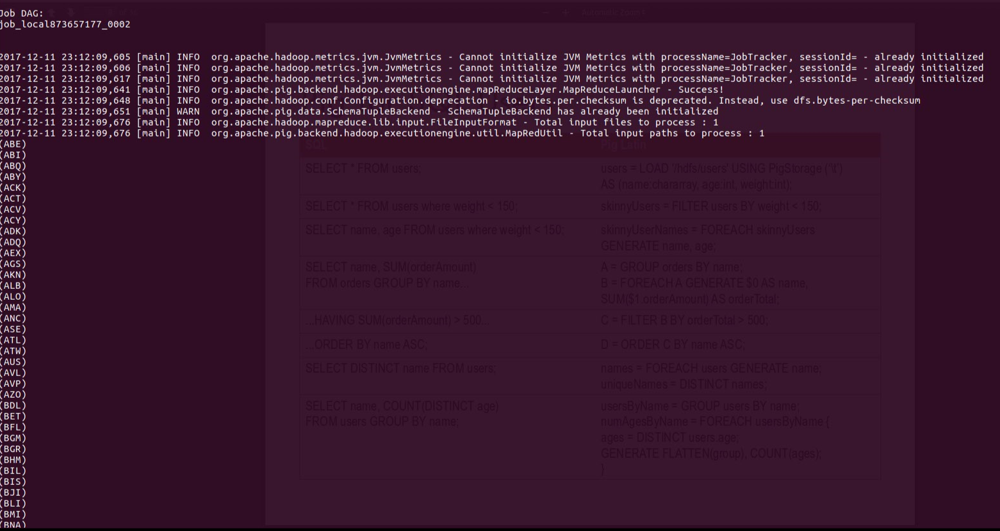 Job DAG:
job_local873657177_0002
2017-12-11 23:12:09,605 [main] INFO  org.apache.hadoop.metrics.jvm.JvmMetrics - Cannot initialize JVM Metrics with processName=JobTracker, sessionId= - already initialized
2017-12-11 23:12:09,606 [main] INFO  org.apache.hadoop.metrics.jvm.JvmMetrics - Cannot initialize JVM Metrics with processName=JobTracker, sessionId= - already initialized
2017-12-11 23:12:09,617 [main] INFO  org.apache.hadoop.metrics.jvm.JvmMetrics - Cannot initialize JVM Metrics with processName=JobTracker, sessionId= - already initialized
2017-12-11 23:12:09,641 [main] INFO  org.apache.pig.backend.hadoop.executionengine.mapReduceLayer.MapReduceLauncher - Success!
2017-12-11 23:12:09,648 [main] INFO  org.apache.hadoop.conf.Configuration.deprecation - io.bytes.per.checksum is deprecated. Instead, use dfs.bytes-per-checksum
2017-12-11 23:12:09,651 [main] WARN  org.apache.pig.data.SchemaTupleBackend - SchemaTupleBackend has already been initialized
2017-12-11 23:12:09,676 [main] INFO  org.apache.hadoop.mapreduce.lib.input.FileInputFormat - Total input files to process : 1
2017-12-11 23:12:09,676 [main] INFO  org.apache.pig.backend.hadoop.executionengine.util.MapRedUtil - Total input paths to process : 1
(ABE)
(ABI)
(ABQ)
(ABY)
(ACK)
(ACT)
(ACV)
(ACY)
(ADK)
(ADQ)
(AEX)
(AGS)
(AKN)
(ALB)
(ALO)
(AMA)
(ANC)
(ASE)
(ATL)
(ATW)
(AUS)
(AVL)
(AVP)
(AZO)
(BDL)
(BET)
(BFL)
(BGM)
(BGR)
(BHM)
(BIL)
(BIS)
(BJI)
(BLI)
(BMI)
(BNA)
Automatic Zoom
SQL
Pig Latin
SELECT * FROM users;
users = LOAD '/hdfs/users' USING PigStorage ('\t')
AS (name:chararray, age:int, weight:int);
SELECT * FROM users where weight < 150;
skinnyUsers = FILTER users BY weight < 150;
SELECT name, age FROM users where weight < 150;
skinnyUserNames = FOREACH skinnyUsers
GENERATE name, age;
SELECT name, SUM(orderAmount)
FROM orders GROUP BY name...
A = GROUP orders BY name;
B = FOREACH A GENERATE $0 AS name,
SUM($1.orderAmount) AS orderTotal;
...HAVING SUM(orderAmount) > 500...
C = FILTER B BY orderTotal > 500;
...ORDER BY name ASC;
D = ORDER C BY name ASC;
SELECT DISTINCT name FROM users;
names = FOREACH users GENERATE name;
uniqueNames = DISTINCT names;
SELECT name, COUNT(DISTINCT age)
FROM users GROUP BY name;
usersByName = GROUP users BY name;
numAgesByName = FOREACH usersByName {
ages = DISTINCT users.age;
GENERATE FLATTEN(group), COUNT(ages);
}